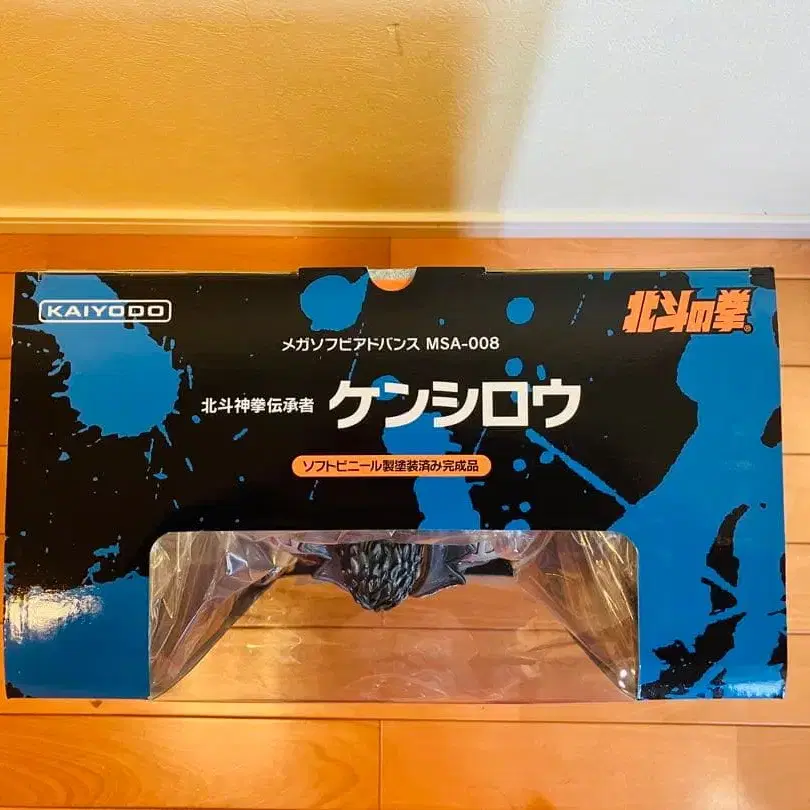 KAIYODO
北斗の拳®
メガソフビアドバンス MSA-008
北斗神拳伝承者 ケンシロウ
ソフトビニール製塗装済み完成品